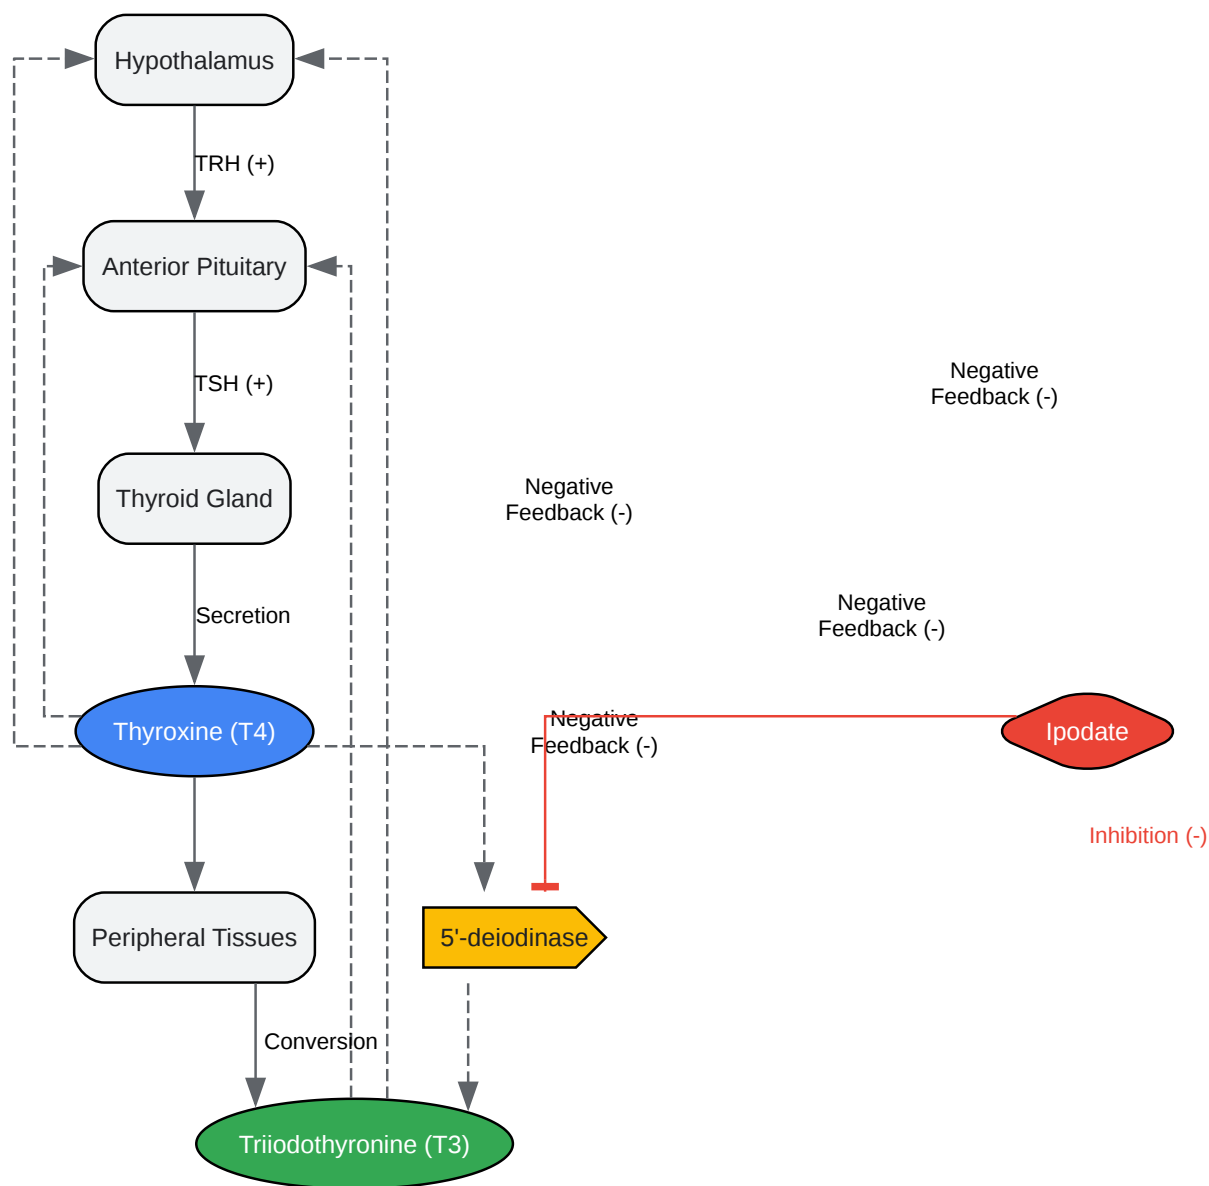 Hypothalamus
TRH (+)
Anterior Pituitary
TSH (+)
Negative
Feedback (-)
Negative
Feedback (-)
Thyroid Gland
Negative
Feedback (-)
Secretion
Thyroxine (T4)
Negative
Feedback (-)
Ipodate
Inhibition (-)
Peripheral Tissues
5'-deiodinase
Conversion
Triiodothyronine (T3)